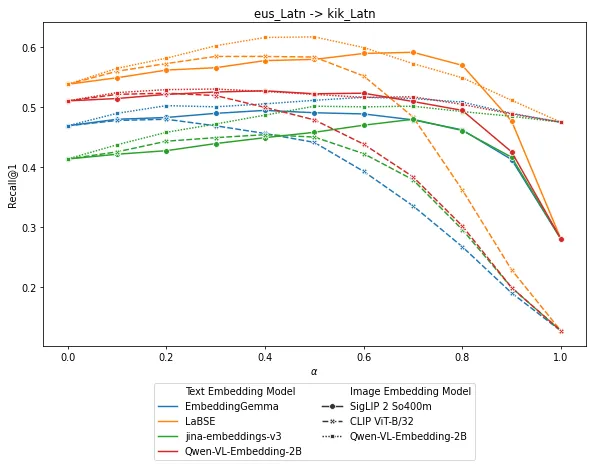 eus_Latn -> kik_Latn
Recall@1
0.6
0.5
0.4
0.3
0.2
0.0 0.2 0.4 0.6 0.8 1.0
α
Text Embedding Model Image Embedding Model
EmbeddingGemma SigLIP 2 So400m
LaBSE CLIP ViT-B/32
jina-embeddings-v3 Qwen-VL-Embedding-2B
Qwen-VL-Embedding-2B